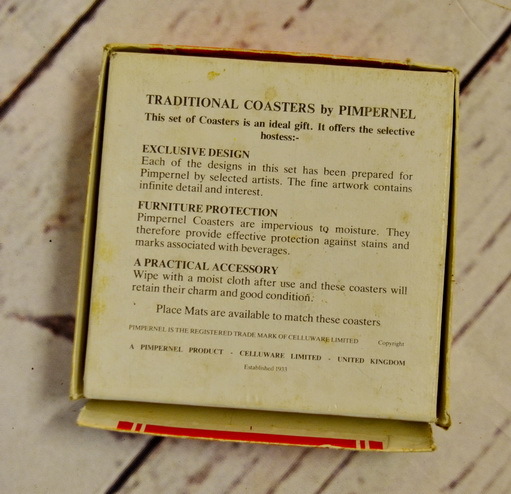 TRADITIONAL COASTERS by PIMPERNEL
This set of Coasters is an ideal gift. It offers the selective
hostess:-
EXCLUSIVE DESIGN
Each of the designs in this set has been prepared for
Pimpernel by selected artists. The fine artwork contains
infinite detail and interest.
FURNITURE PROTECTION
Pimpernel Coasters are impervious to moisture. They
therefore provide effective protection against stains and
marks associated with beverages.
A PRACTICAL ACCESSORY
Wipe with a moist cloth after use and these coasters will
retain their charm and good condition.
Place Mats are available to match these coasters
PIMPERNEL IS THE REGISTERED TRADE MARK OF CELLUWARE LIMITED Copyright
A PIMPERNEL PRODUCT - CELLUWARE LIMITED - UNITED KINGDOM
Established 1933